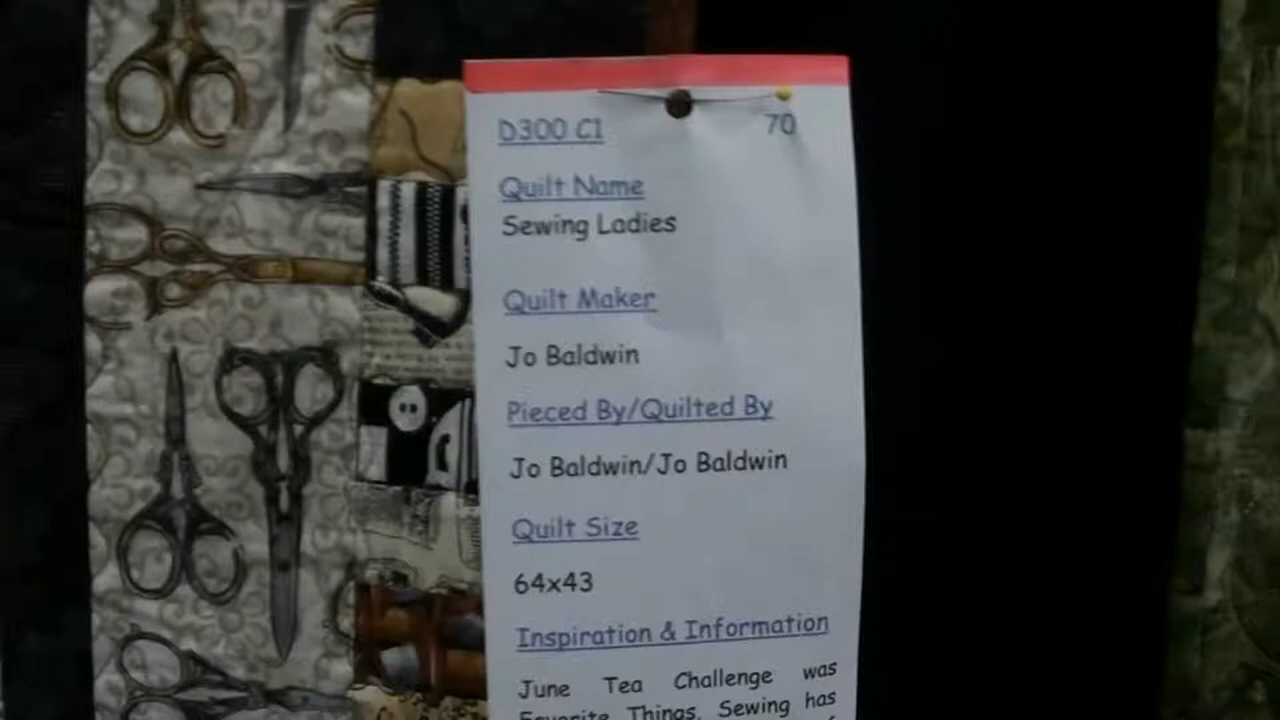 D300 C1 70
Quilt Name
Sewing Ladies
Quilt Maker
Jo Baldwin
Pieced By/Quilted By
Jo Baldwin/Jo Baldwin
Quilt Size
64x43
Inspiration & Information
June Tea Challenge was
Favorite Things. Sewing has